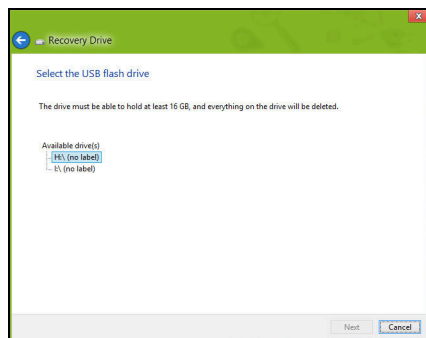 Recovery Drive
Select the USB flash drive
The drive must be able to hold at least 16 GB, and everything on the drive will be deleted.
Available drive(s)
H:\ (no label)
I:\ (no label)
Next
Cancel